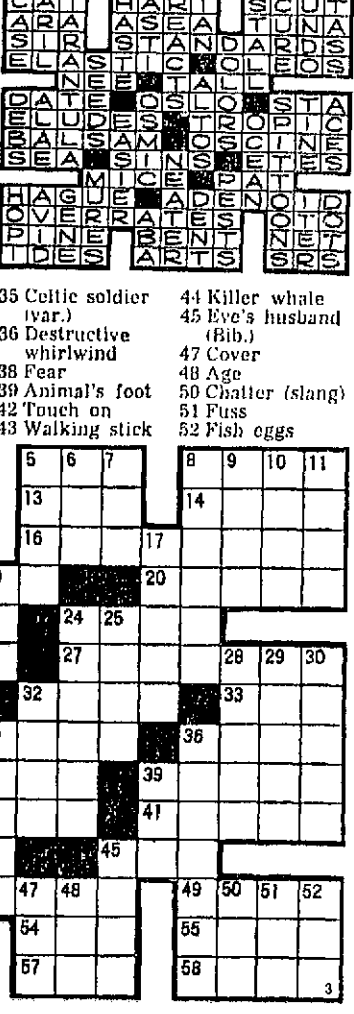 CAT HART SCUT
ARA ASEA TUNA
SIR STANDARDS
ELASTIC OLEOS
NEE TALL
DATE OSLO STA
ELUDES TROPIC
BALSAM OSCINE
SEA SINS ETES
MICE PAT
HAGUE ADENOID
OVERRATES OTO
PINE BENT NET
IDES ARTS SRS
35 Celtic soldier
(var.)
36 Destructive
whirlwind
38 Fear
39 Animal's foot
42 Touch on
43 Walking stick
44 Killer whale
45 Eve's husband
(Bib.)
47 Cover
48 Age
50 Chatter (slang)
51 Fuss
52 Fish eggs
5 6 7 8 9 10 11
13 14
16 17
20
24 25
27 28 29 30
32 33
36
39
41
45
47 48 49 50 51 52
54 55
57 58
3